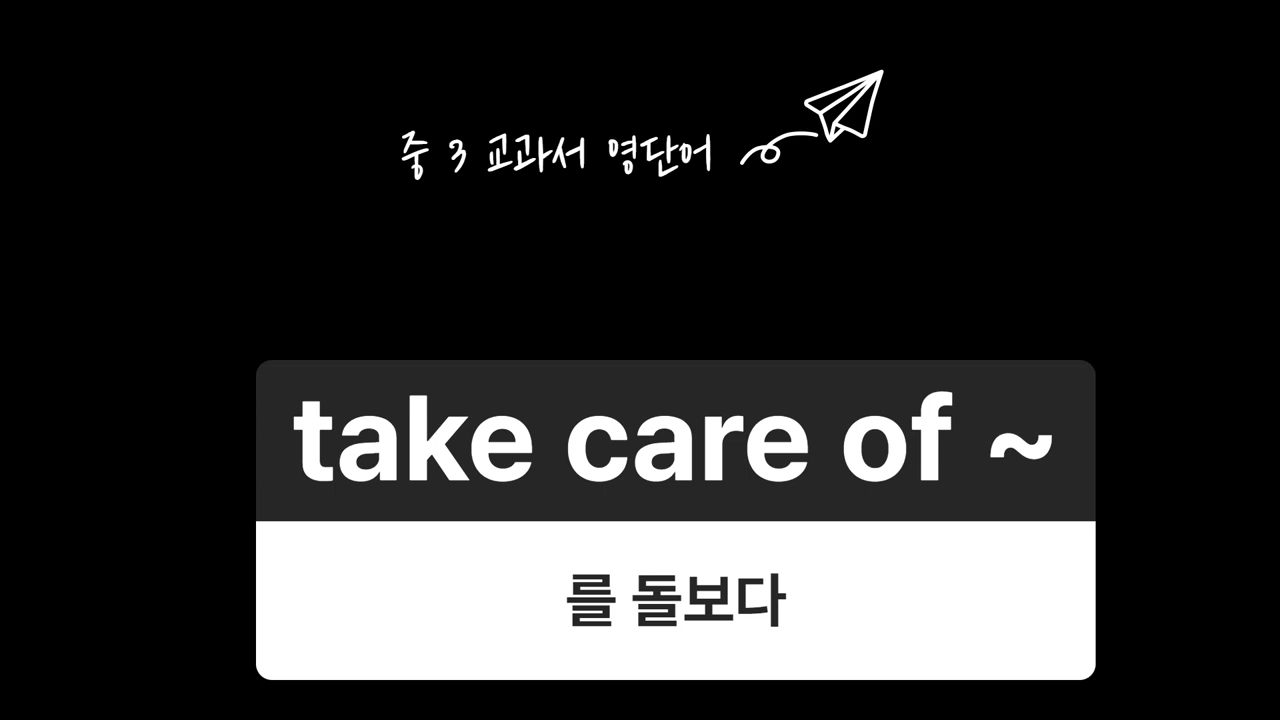 중 3 교과서 영단어
take care of ~
를 돌보다